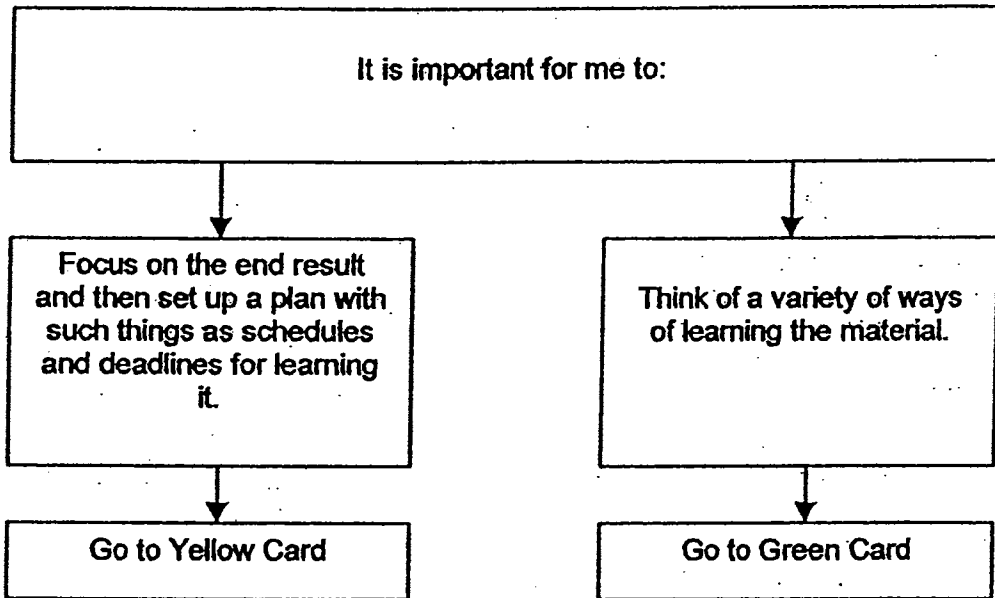 It is important for me to:
Focus on the end result
and then set up a plan with
such things as schedules
and deadlines for learning
it.
Think of a variety of ways
of learning the material.
Go to Yellow Card
Go to Green Card